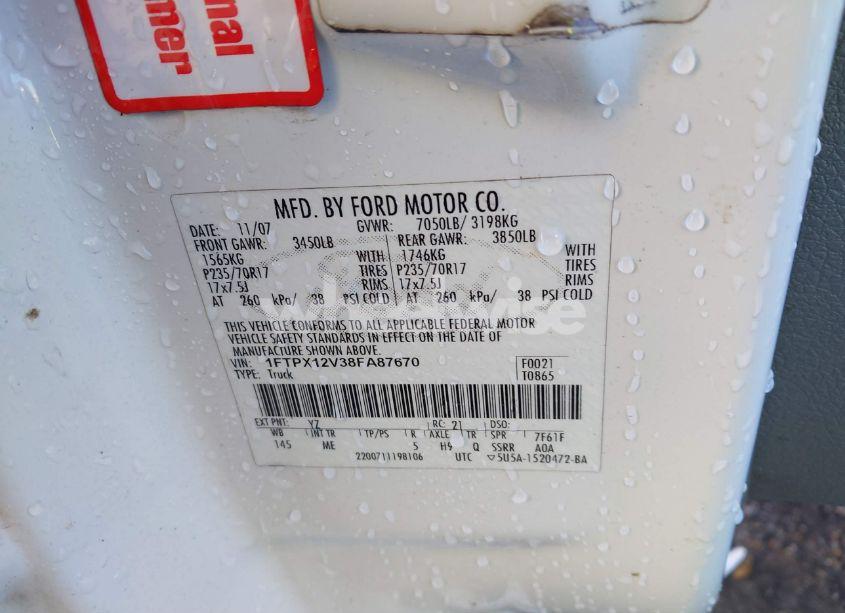 nal
mer
MFD. BY FORD MOTOR CO.
DATE: 11/07 GVWR: 7050LB/ 3198KG
FRONT GAWR: 3450LB REAR GAWR: 3850LB
1565KG WITH 1746KG WITH
P235/70R17 TIRES P235/70R17 TIRES
17x7.5J RIMS 17x7.5J RIMS
AT 260 kPa/ 38 PSI COLD AT 260 kPa/ 38 PSI COLD
THIS VEHICLE CONFORMS TO ALL APPLICABLE FEDERAL MOTOR
VEHICLE SAFETY STANDARDS IN EFFECT ON THE DATE OF
MANUFACTURE SHOWN ABOVE.
VIN: 1FTPX12V38FA87670 F0021
TYPE: Truck T0865
EXT PNT: YZ RC: 21 DSO:
WB INT TR TP/PS R AXLE TR SPR 7F61F
145 ME 5 H9 Q SSRR A0A
2200711198106 UTC ▽5U5A-1520472-BA